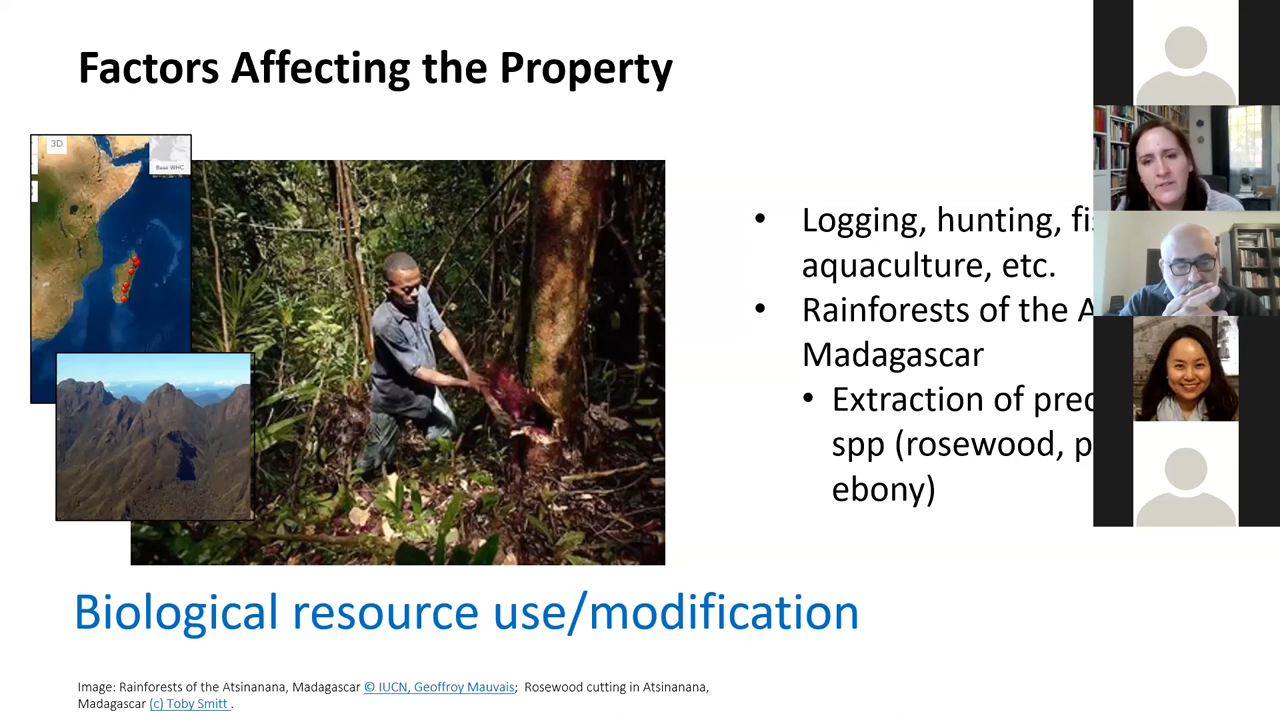 Factors Affecting the Property
3D
Base WHC
• Logging, hunting,
aquaculture, etc.
• Rainforests of the A
Madagascar
• Extraction of
spp (rosewood,
ebony)
Biological resource use/modification
Image: Rainforests of the Atsinanana, Madagascar © IUCN, Geoffroy Mauvais; Rosewood cutting in Atsinanana,
Madagascar (c) Toby Smitt .